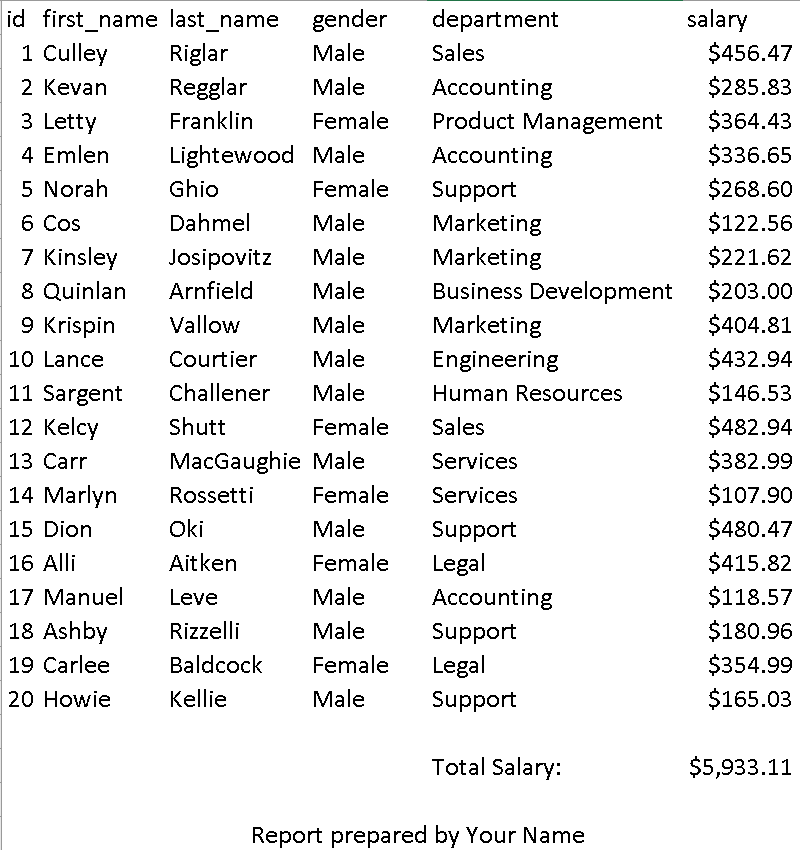 id first_name last_name gender department salary
1 Culley Riglar Male Sales $456.47
2 Kevan Regglar Male Accounting $285.83
3 Letty Franklin Female Product Management $364.43
4 Emlen Lightewood Male Accounting $336.65
5 Norah Ghio Female Support $268.60
6 Cos Dahmel Male Marketing $122.56
7 Kinsley Josipovitz Male Marketing $221.62
8 Quinlan Arnfield Male Business Development $203.00
9 Krispin Vallow Male Marketing $404.81
10 Lance Courtier Male Engineering $432.94
11 Sargent Challener Male Human Resources $146.53
12 Kelcy Shutt Female Sales $482.94
13 Carr MacGaughie Male Services $382.99
14 Marlyn Rossetti Female Services $107.90
15 Dion Oki Male Support $480.47
16 Alli Aitken Female Legal $415.82
17 Manuel Leve Male Accounting $118.57
18 Ashby Rizzelli Male Support $180.96
19 Carlee Baldcock Female Legal $354.99
20 Howie Kellie Male Support $165.03
Total Salary: $5,933.11
Report prepared by Your Name